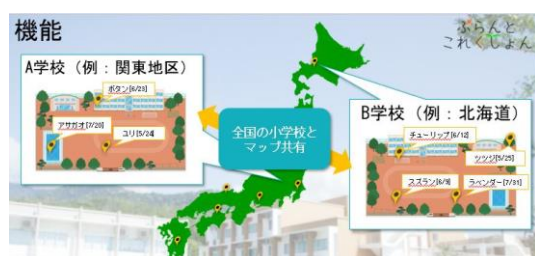 機能
ぷらんと
これくしょん
A学校（例：関東地区）
ボタン[6/23]
アサガオ[7/20]
ユリ[5/24]
全国の小学校と
マップ共有
B学校（例：北海道）
チューリップ[6/12]
ツツジ[5/25]
スズラン[6/9]
ラベンダー[7/31]